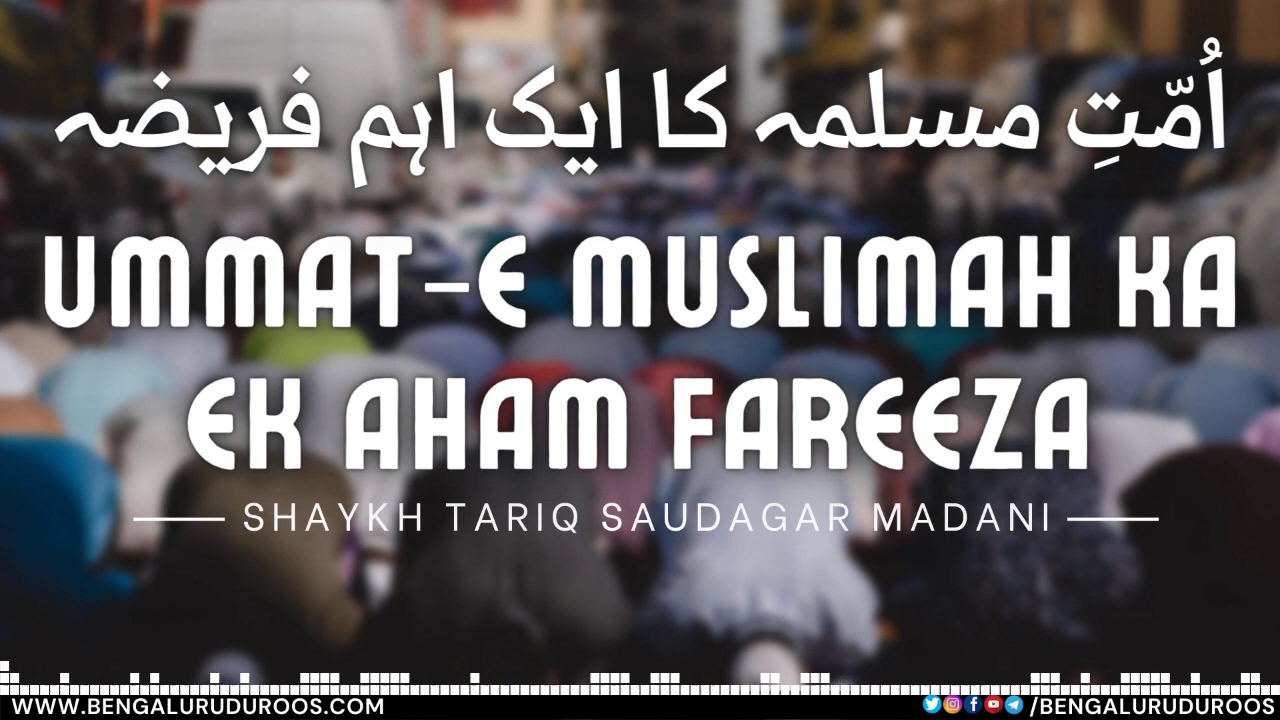 اُمّتِ مسلمہ کا ایک اہم فریضہ
UMMAT-E MUSLIMAH KA
EK AHAM FAREEZA
SHAYKH TARIQ SAUDAGAR MADANI
WWW.BENGALURUDUROOS.COM
/BENGALURUDUROOS